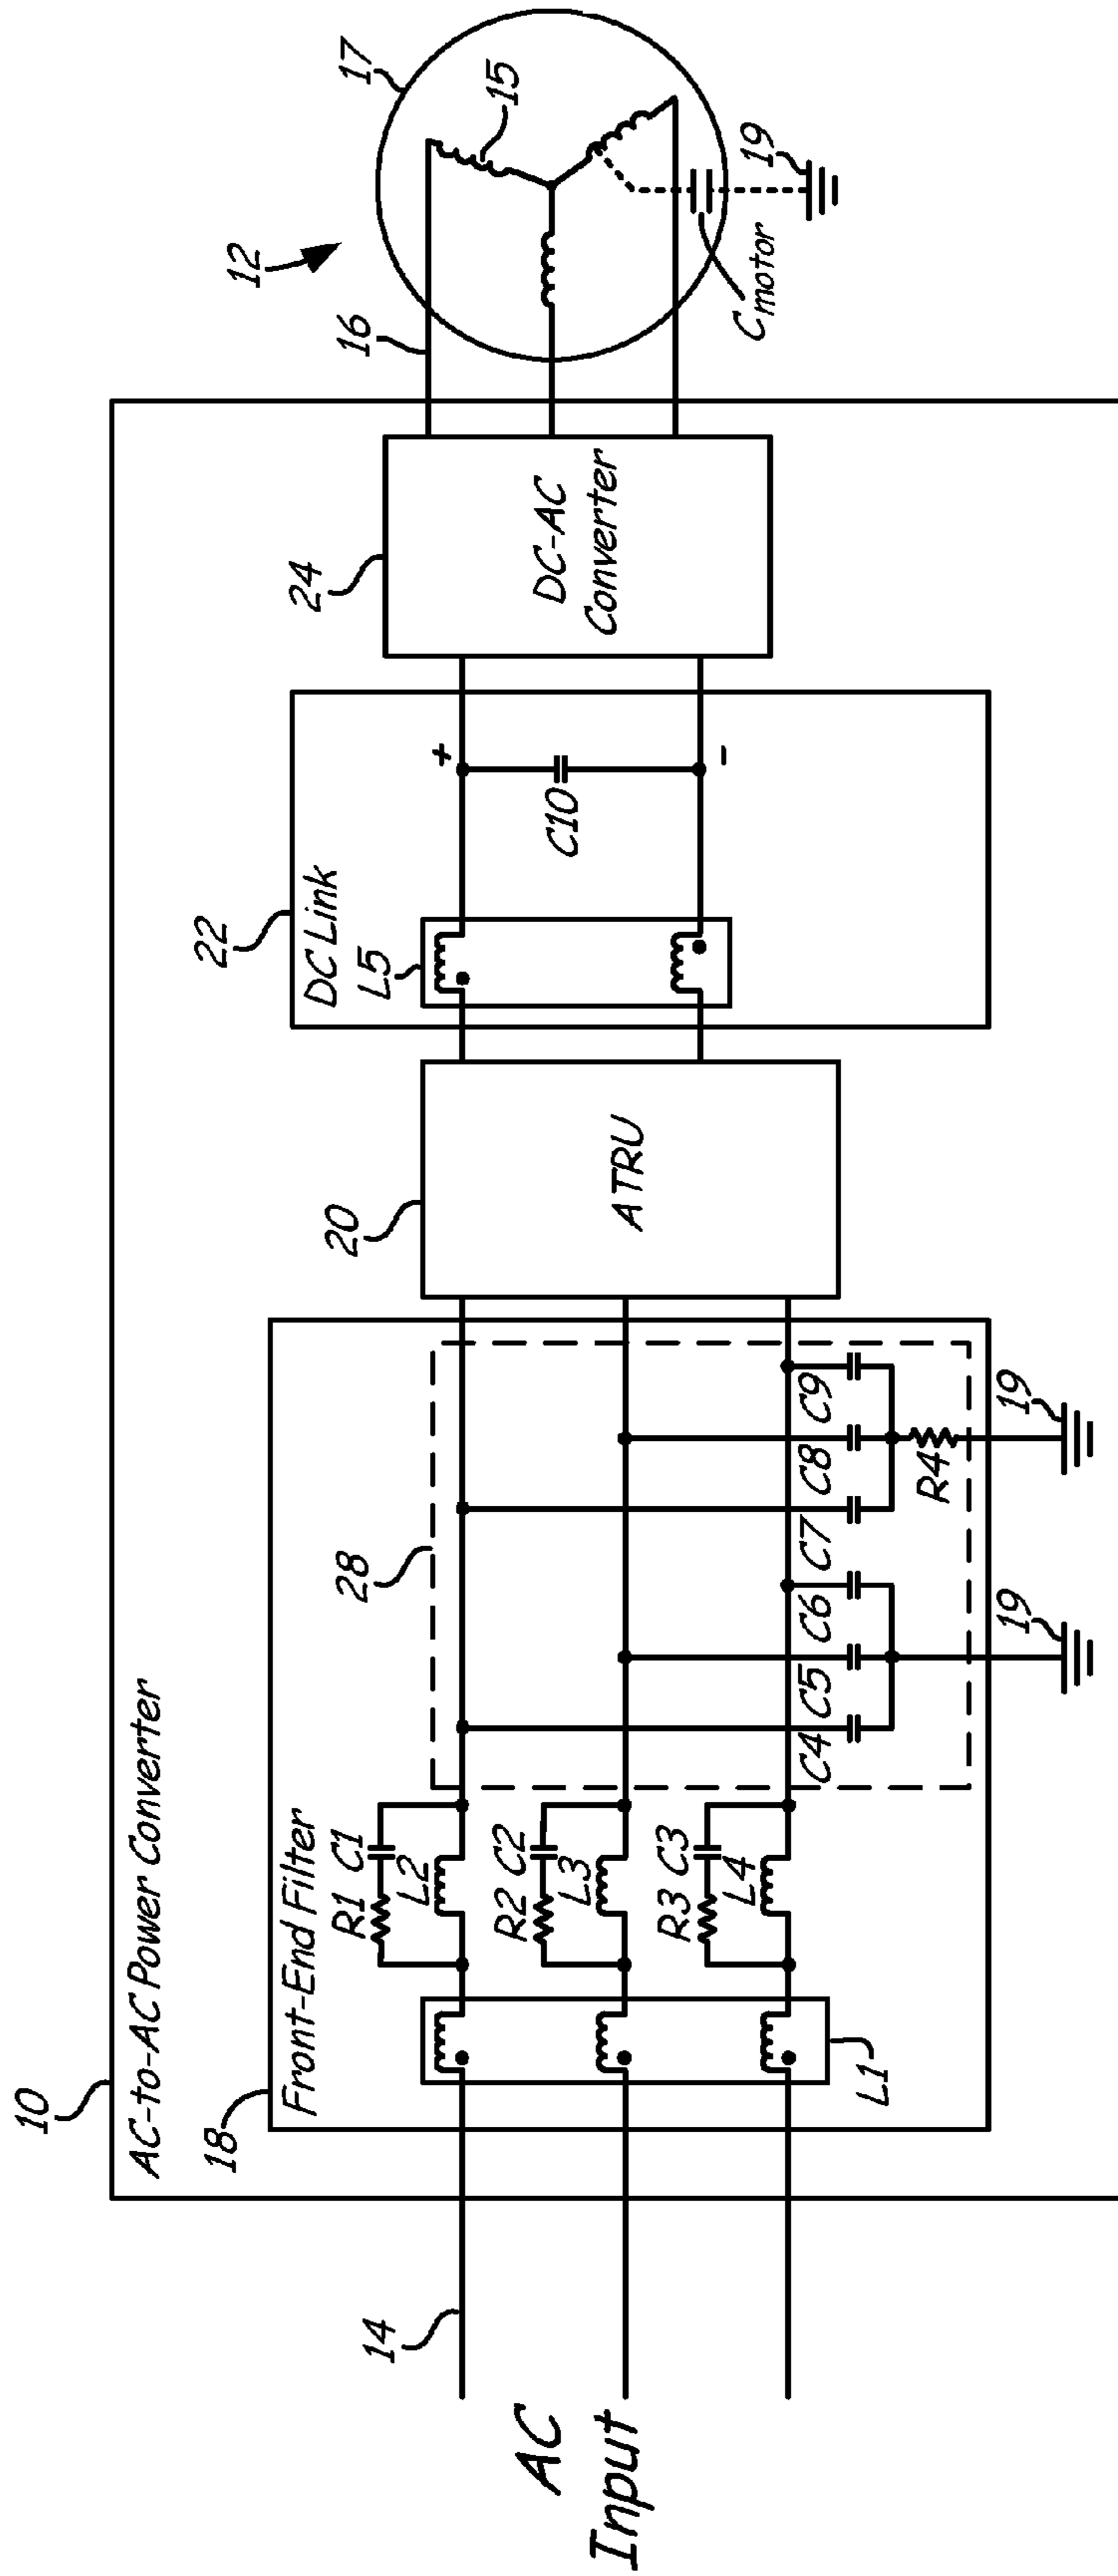 10
AC-to-AC Power Converter
18
Front-End Filter
14
AC
Input
L1
R1 C1
L2
R2 C2
L3
R3 C3
L4
28
C4
C5
C6
C7
C8
C9
R4
19
19
20
ATRU
22
DC Link
L5
C10
+
-
24
DC-AC
Converter
12
16
17
15
Cmotor
19